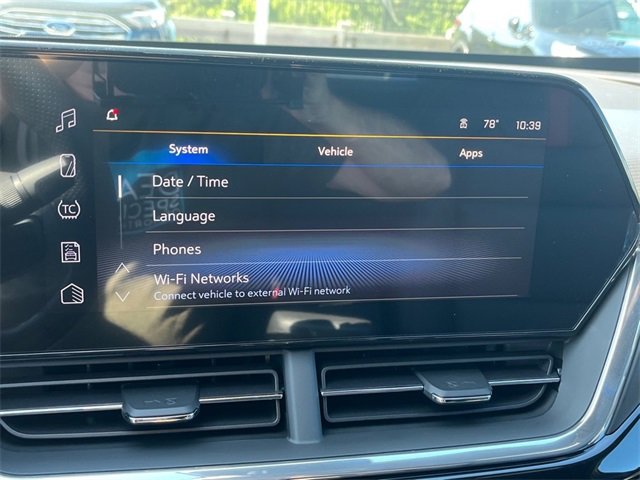 78° 10:39
System Vehicle Apps
Date / Time
Language
TC
Phones
Wi-Fi Networks
Connect vehicle to external Wi-Fi network